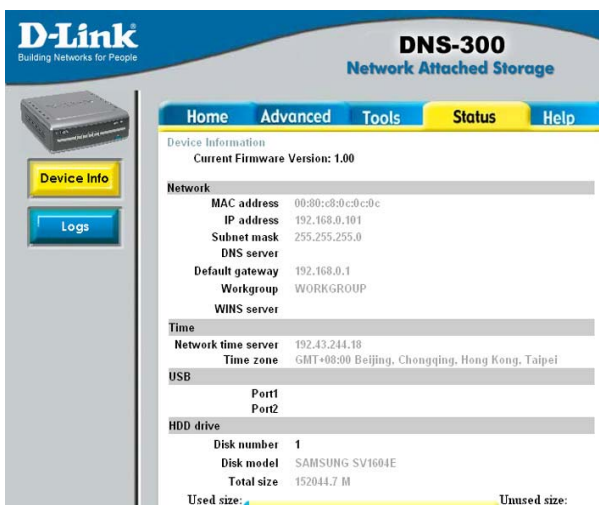 D-Link
Building Networks for People
DNS-300
Network Attached Storage
Home Advanced Tools Status Help
Device Info
Logs
Device Information
Current Firmware Version: 1.00
Network
MAC address 00:80:c8:0c:0c:0c
IP address 192.168.0.101
Subnet mask 255.255.255.0
DNS server
Default gateway 192.168.0.1
Workgroup WORKGROUP
WINS server
Time
Network time server 192.43.244.18
Time zone GMT+08:00 Beijing, Chongqing, Hong Kong, Taipei
USB
Port1
Port2
HDD drive
Disk number 1
Disk model SAMSUNG SV1604E
Total size 152044.7 M
Used size: Unused size: